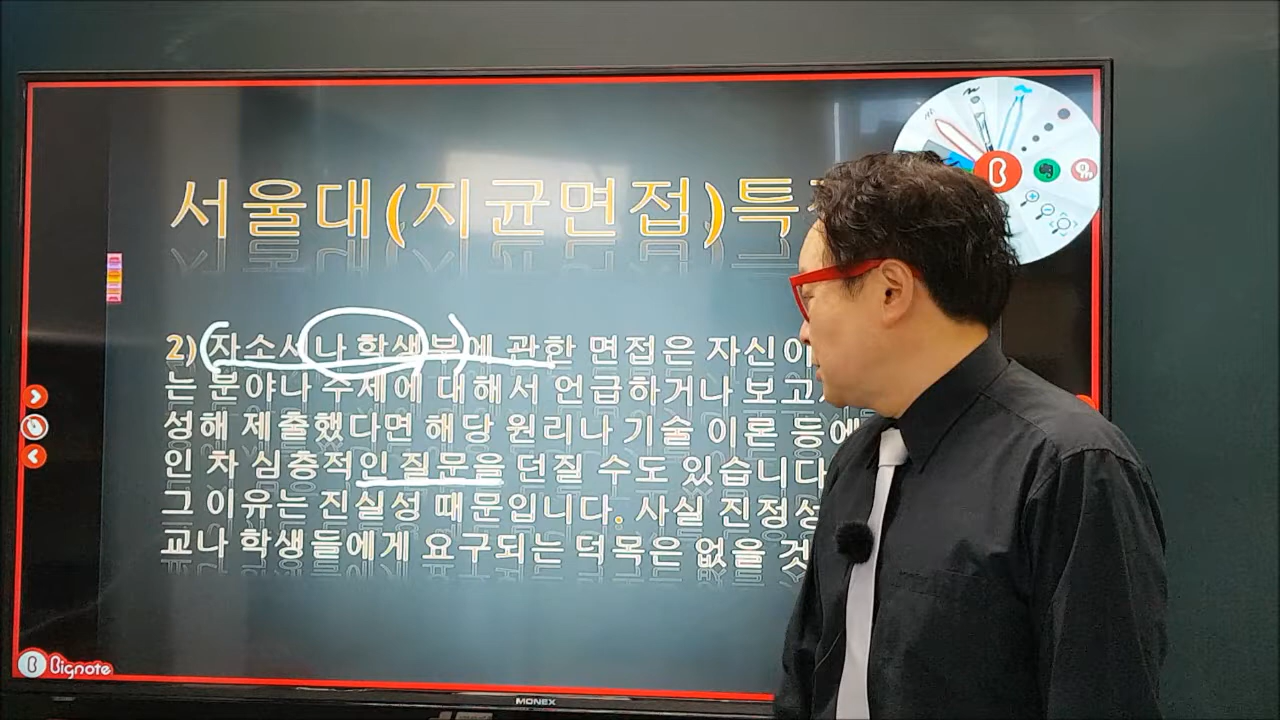 서울대(지균면접)특
2) 자소서나 학생부에 관한 면접은 자신이
는 분야나 주제에 대해서 언급하거나 보고
성해 제출했다면 해당 원리나 기술 이론 등에
인 차 심층적인 질문을 던질 수도 있습니다
그 이유는 진실성 때문입니다. 사실 진정성
교나 학생들에게 요구되는 덕목은 없을 것
Bignote
MONEX